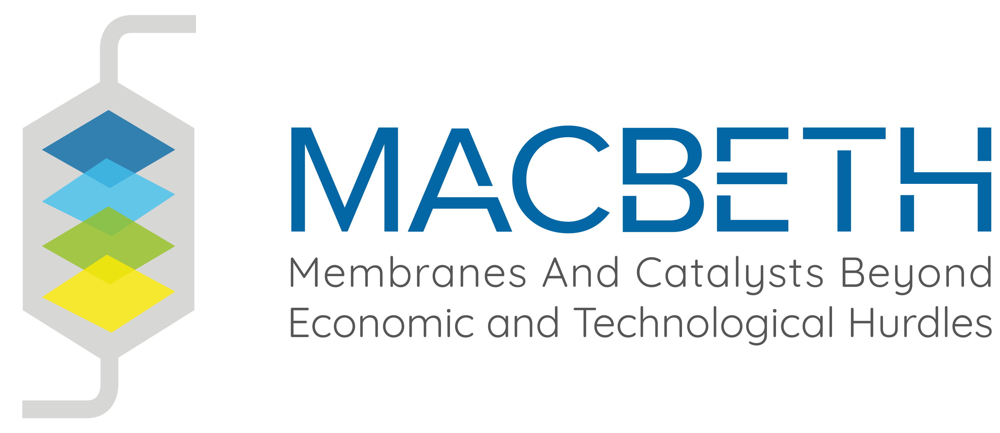 MACBETH
Membranes And Catalysts Beyond
Economic and Technological Hurdles